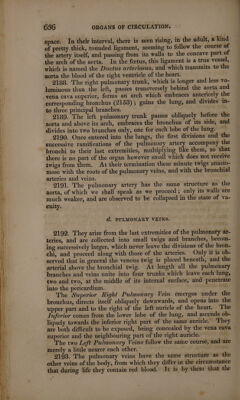 636 ORGANS OF CIRCULATION.
space. In their interval, there is seen rising, in the adult, a kind
of pretty thick, rounded ligament, seeming to follow the course of
the artery itself, and passing from its walls to the concave part of
the arch of the aorta. In the fœtus, this ligament is a true vessel,
which is named the Ductus arteriosus, and which transmits to the
aorta the blood of the right ventricle of the heart.
2188. The right pulmonary trunk, which is longer and less vo-
luminous than the left, passes transversely behind the aorta and
vena cava superior, forms an arch which embraces anteriorly the
corresponding bronchus (2153); gains the lung, and divides in-
to three principal branches.
2189. The left pulmonary trunk passes obliquely before the
aorta and above its arch, embraces the bronchus of its side, and
divides into two branches only, one for each lobe of the lung.
2190. Once entered into the lungs, the first divisions and the
successive ramifications of the pulmonary artery accompany the
bronchi to their last extremities, multiplying like them, so that
there is no part of the organ however small which does not receive
twigs from them. At their termination these minute twigs anasto-
mose with the roots of the pulmonary veins, and with the bronchial
arteries and veins.
2191. The pulmonary artery has the same structure as the
aorta, of which we shall speak as we proceed; only its walls are
much weaker, and are observed to be collapsed in the state of va-
cuity.
d. PULMONARY VEINS.
2192. They arise from the last extremities of the pulmonary ar-
teries, and are collected into small twigs and branches, becom-
ing successively larger, which never leave the divisions of the bron-
chi, and proceed along with those of the arteries. Only it is ob-
served that in general the venous twig is placed beneath, and the
arterial above the bronchial twig. At length all the pulmonary
branches and veins unite into four trunks which leave each lung,
two and two, at the middle of its internal surface, and penetrate
into the pericardium.
The Superior Right Pulmonary Vein emerges under the
bronchus, directs itself obliquely downwards, and opens into the
upper part and to the right of the left auricle of the heart. The
Inferior comes from the lower lobe of the lung, and ascends ob-
liquely towards the inferior right part of the same auricle. They
are both difficult to be exposed, being concealed by the vena cava
superior and the neighbouring part of the right auricle.
The two Left Pulmonary Veins follow the same course, and are
merely a little nearer each other.
2193. The pulmonary veins have the same structure as the
other veins of the body, from which they differ in the circumstance
that during life they contain red blood. It is by them that the